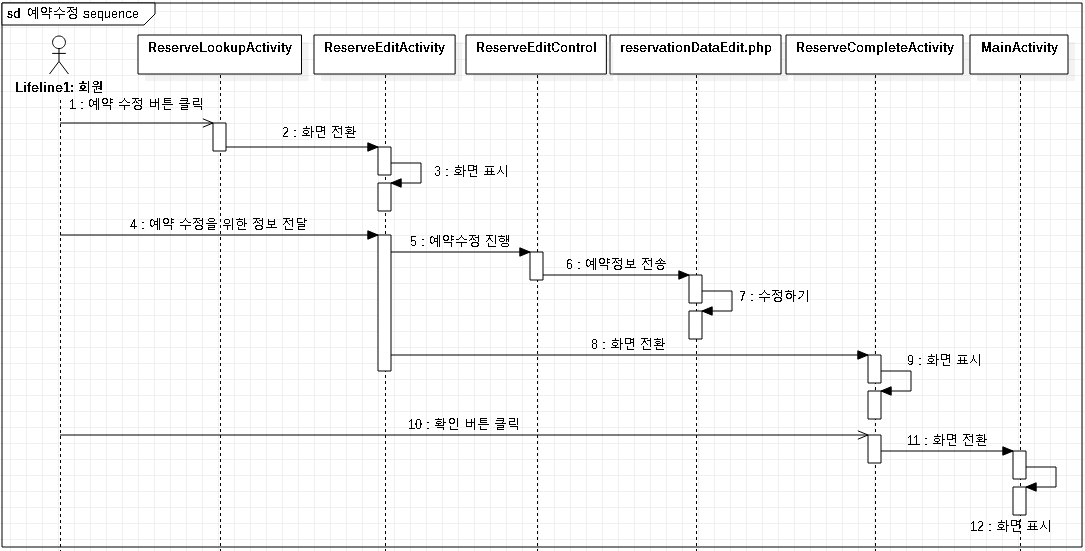 sd 예약수정 sequence
ReserveLookupActivity
ReserveEditActivity
ReserveEditControl
reservationDataEdit.php
ReserveCompleteActivity
MainActivity
Lifeline1: 회원
1 : 예약 수정 버튼 클릭
2 : 화면 전환
3 : 화면 표시
4 : 예약 수정을 위한 정보 전달
5 : 예약수정 진행
6 : 예약정보 전송
7 : 수정하기
8 : 화면 전환
9 : 화면 표시
10 : 확인 버튼 클릭
11 : 화면 전환
12 : 화면 표시